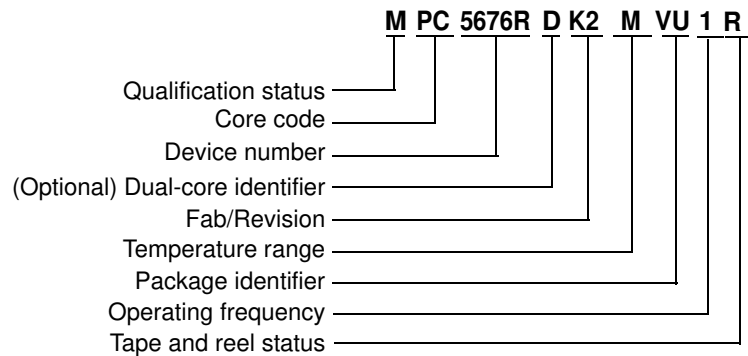 M PC 5676R D K2 M VU 1 R
Qualification status
Core code
Device number
(Optional) Dual-core identifier
Fab/Revision
Temperature range
Package identifier
Operating frequency
Tape and reel status